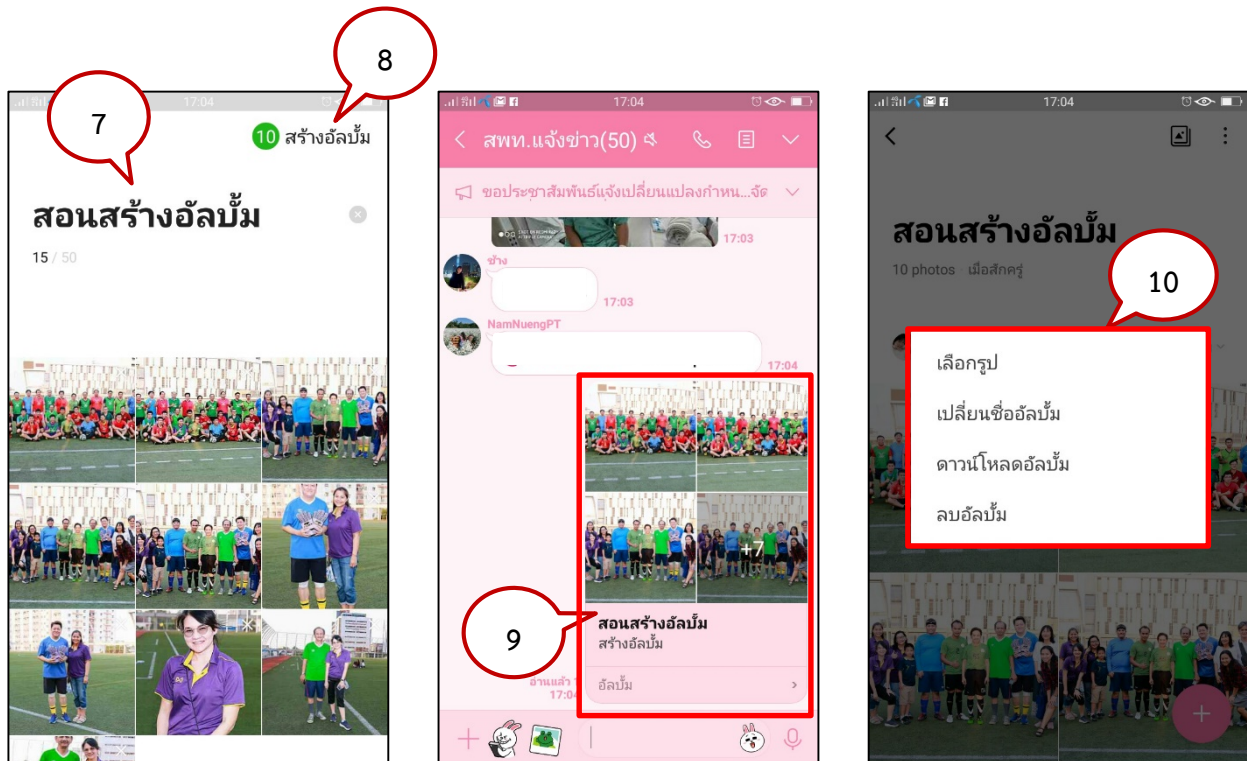 8
7
17:04
10 สร้างอัลบั้ม
สอนสร้างอัลบั้ม
15 / 50
17:04
สพท.แจ้งข่าว(50)
ขอประชาสัมพันธ์แจ้งเปลี่ยนแปลงกำหน...จัด
17:03
ช้าง
17:03
NamNuengPT
17:04
+7
9
สอนสร้างอัลบั้ม
สร้างอัลบั้ม
อ่านแล้ว
17:04
อัลบั้ม
17:04
สอนสร้างอัลบั้ม
10 photos เมื่อสักครู่
10
เลือกรูป
เปลี่ยนชื่ออัลบั้ม
ดาวน์โหลดอัลบั้ม
ลบอัลบั้ม